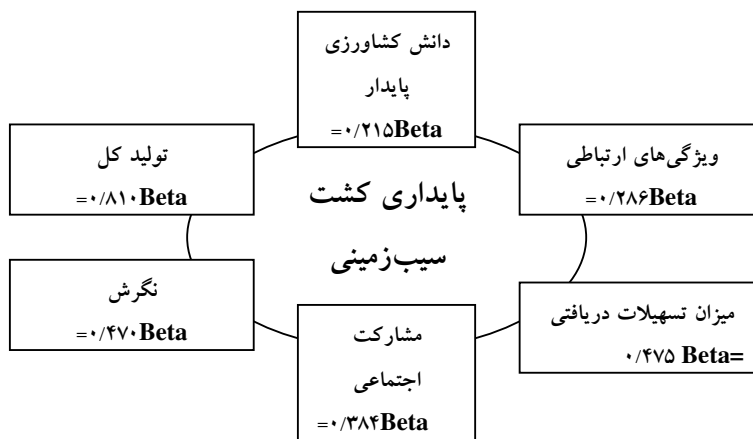 دانش کشاورزی
پایدار
=۰/۲۱۵Beta
ویژگی‌های ارتباطی
=۰/۲۸۶Beta
تولید کل
=۰/۸۱۰Beta
پایداری کشت
سیب‌زمینی
میزان تسهیلات دریافتی
۰/۴۷۵ Beta=
نگرش
=۰/۴۷۰Beta
مشارکت
اجتماعی
=۰/۳۸۴Beta